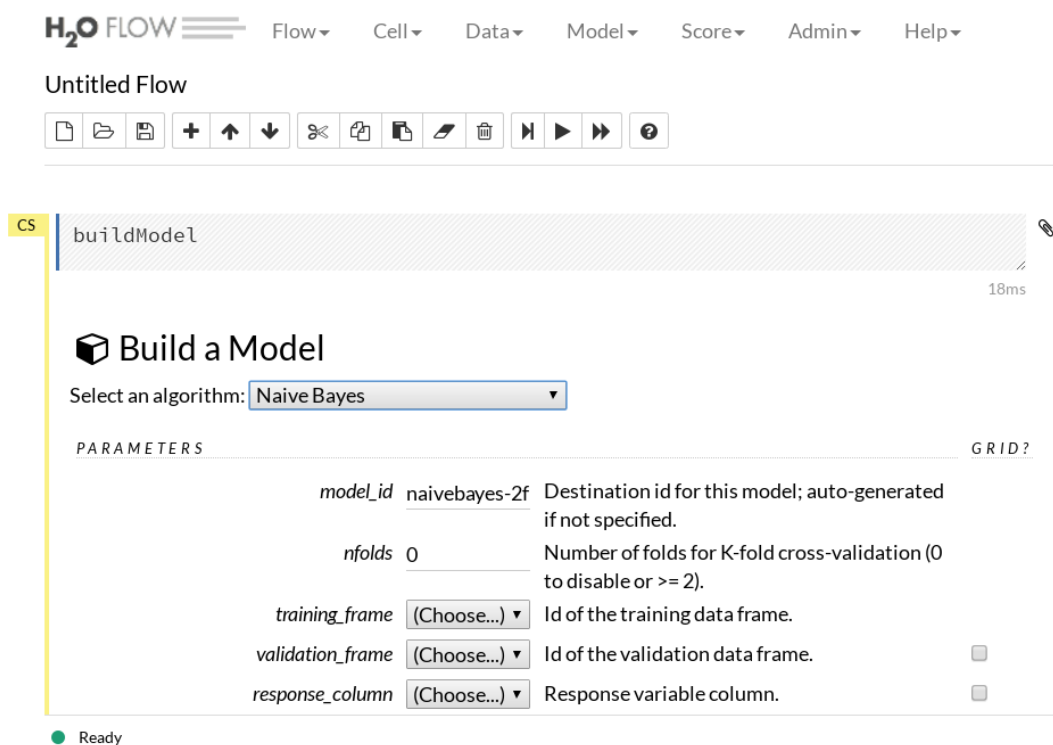 H2O FLOW Flow Cell Data Model Score Admin Help
Untitled Flow
CS
buildModel
18ms
Build a Model
Select an algorithm: Naive Bayes
PARAMETERS GRID?
model_id naivebayes-2f Destination id for this model; auto-generated
if not specified.
nfolds 0 Number of folds for K-fold cross-validation (0
to disable or >= 2).
training_frame (Choose...) Id of the training data frame.
validation_frame (Choose...) Id of the validation data frame.
response_column (Choose...) Response variable column.
Ready